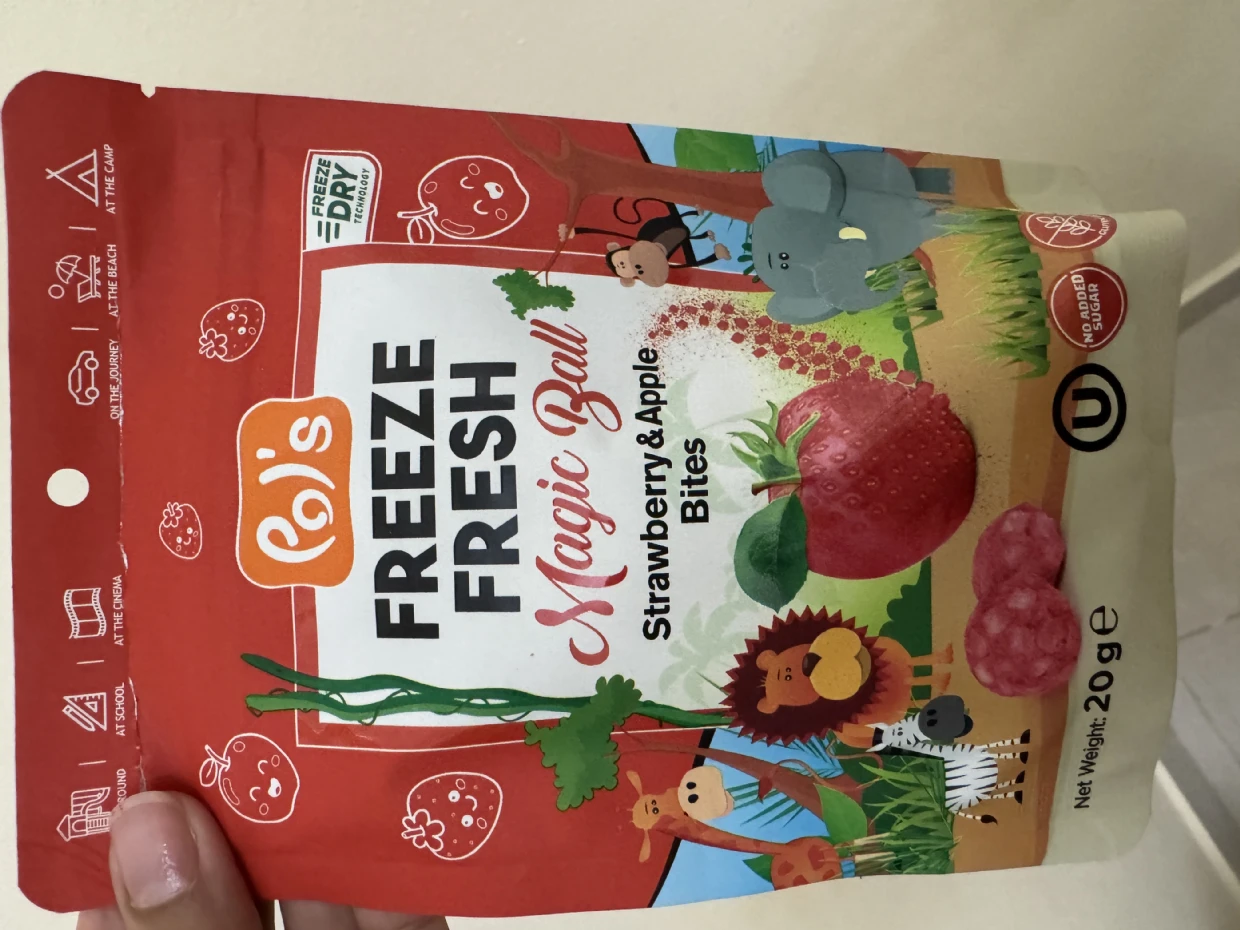 AT SCHOOL
AT THE CINEMA
ON THE JOURNEY
AT THE BEACH
AT THE CAMP
FREEZE
DRY
TECHNOLOGY
Pol's
FREEZE
FRESH
Magic Ball
Strawberry&Apple
Bites
Net Weight: 20 g e
U
NO ADDED
SUGAR